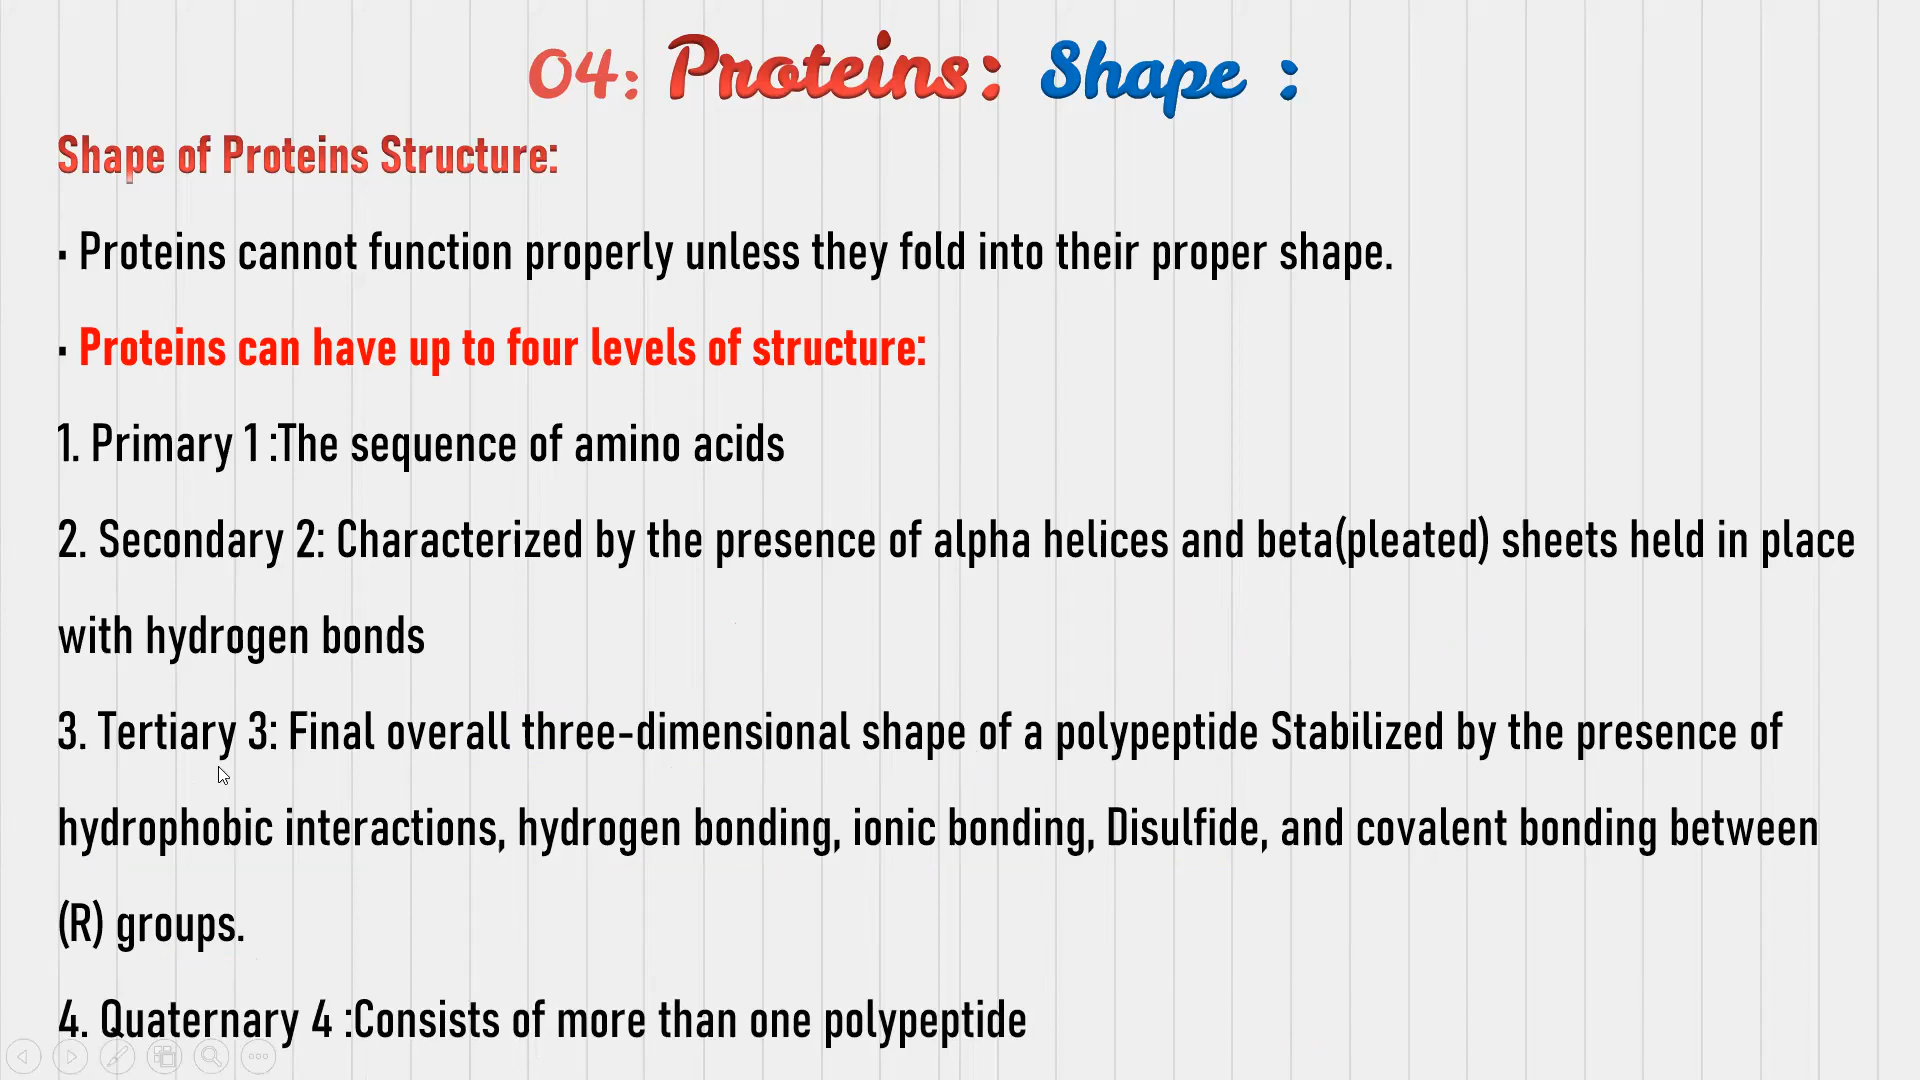 04: Proteins: Shape :
Shape of Proteins Structure:
· Proteins cannot function properly unless they fold into their proper shape.
· Proteins can have up to four levels of structure:
1. Primary 1 :The sequence of amino acids
2. Secondary 2: Characterized by the presence of alpha helices and beta(pleated) sheets held in place
with hydrogen bonds
3. Tertiary 3: Final overall three-dimensional shape of a polypeptide Stabilized by the presence of
hydrophobic interactions, hydrogen bonding, ionic bonding, Disulfide, and covalent bonding between
(R) groups.
4. Quaternary 4 :Consists of more than one polypeptide